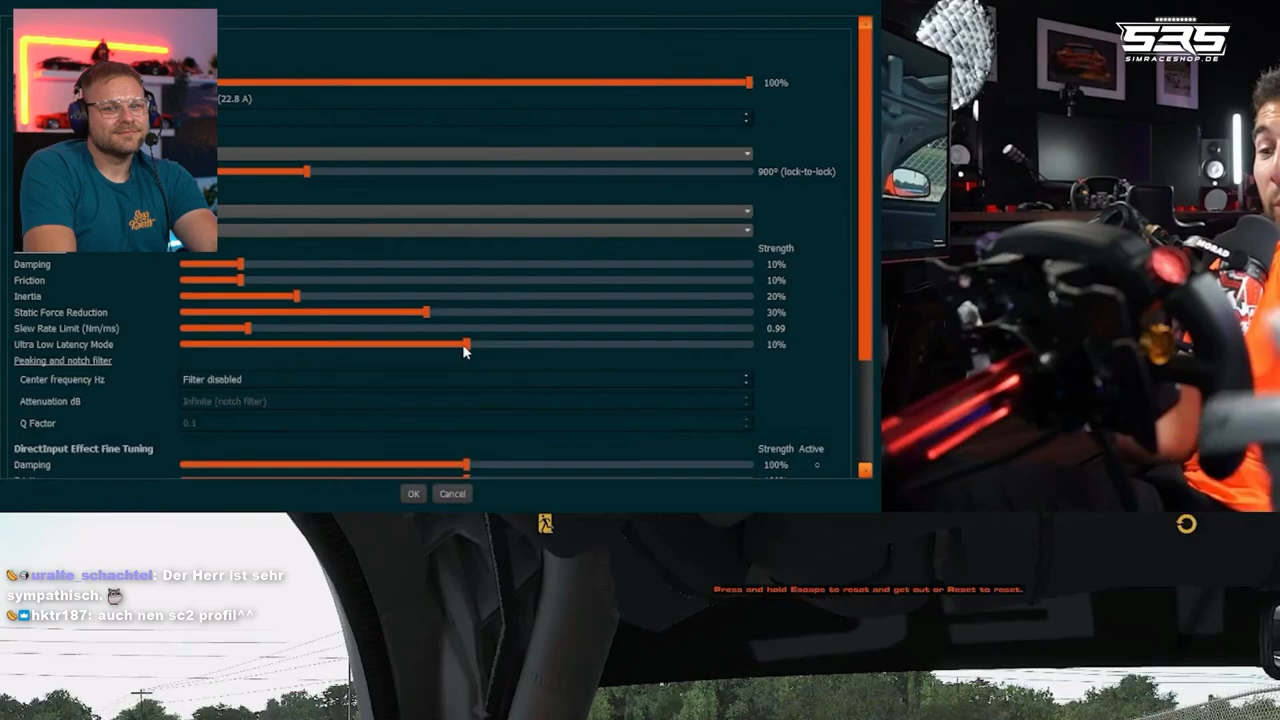 SRS
SIMRACESHOP.DE
100%
(22.8 A)
900° (lock-to-lock)
Strength
Damping 10%
Friction 10%
Inertia 20%
Static Force Reduction 30%
Slew Rate Limit (Nm/ms) 0.99
Ultra Low Latency Mode 10%
Peaking and notch filter
Center frequency Hz Filter disabled
Attenuation dB Infinite (notch filter)
Q Factor 0.1
DirectInput Effect Fine Tuning Strength Active
Damping 100%
OK Cancel
MORAD
Press and hold Escape to reset and get out or Reset to reset.
uralte_schachtel: Der Herr ist sehr
sympathisch.
hktr187: auch nen sc2 profil^^